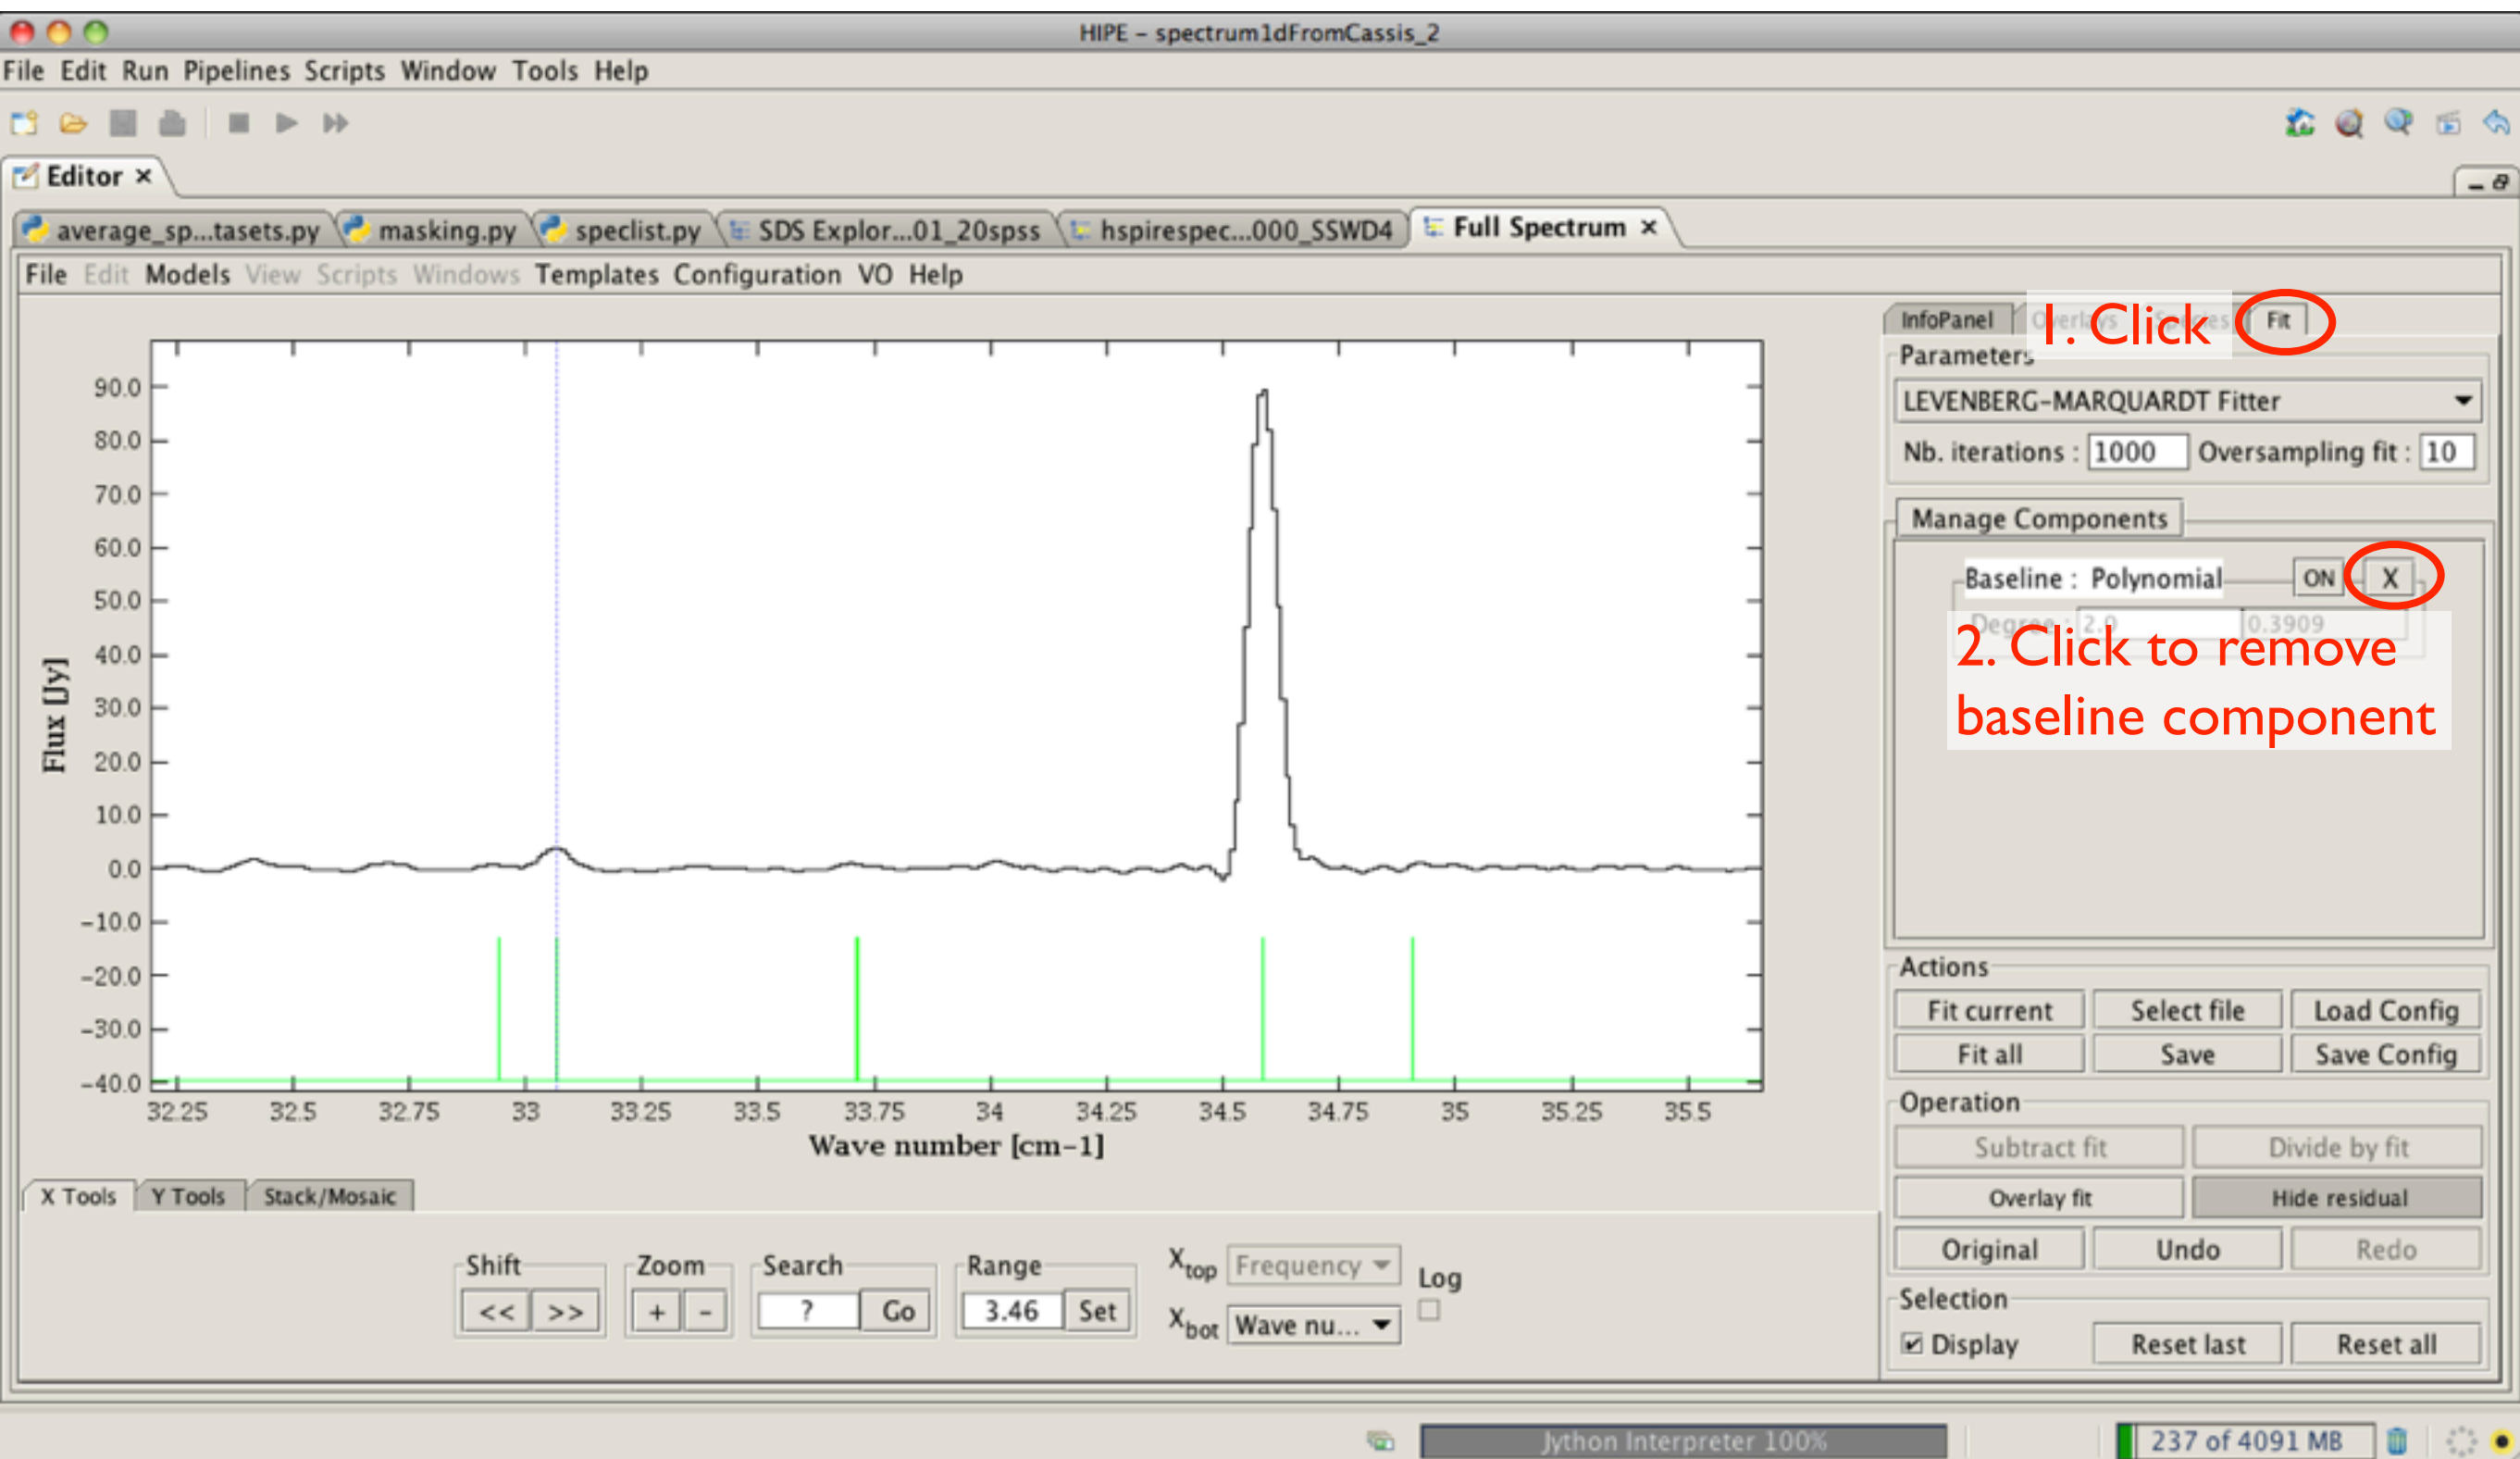 HIPE – spectrum1dFromCassis_2
File Edit Run Pipelines Scripts Window Tools Help
Editor ×
average_sp...tasets.py masking.py speclist.py SDS Explor...01_20spss hspirespec...000_SSWD4 Full Spectrum ×
File Edit Models View Scripts Windows Templates Configuration VO Help
InfoPanel Overlays Species Fit
1. Click
Parameters
LEVENBERG-MARQUARDT Fitter
Nb. iterations : 1000 Oversampling fit : 10
Manage Components
Baseline : Polynomial ON X
Degree : 2.0 0.3909
2. Click to remove
baseline component
90.0
80.0
70.0
60.0
50.0
40.0
30.0
20.0
10.0
0.0
-10.0
-20.0
-30.0
-40.0
Flux [Jy]
32.25 32.5 32.75 33 33.25 33.5 33.75 34 34.25 34.5 34.75 35 35.25 35.5
Wave number [cm-1]
Actions
Fit current Select file Load Config
Fit all Save Save Config
Operation
Subtract fit Divide by fit
Overlay fit Hide residual
Original Undo Redo
Selection
Display Reset last Reset all
X Tools Y Tools Stack/Mosaic
Shift Zoom Search Range Xtop Frequency Log
<< >> + - ? Go 3.46 Set Xbot Wave nu...
Jython Interpreter 100% 237 of 4091 MB